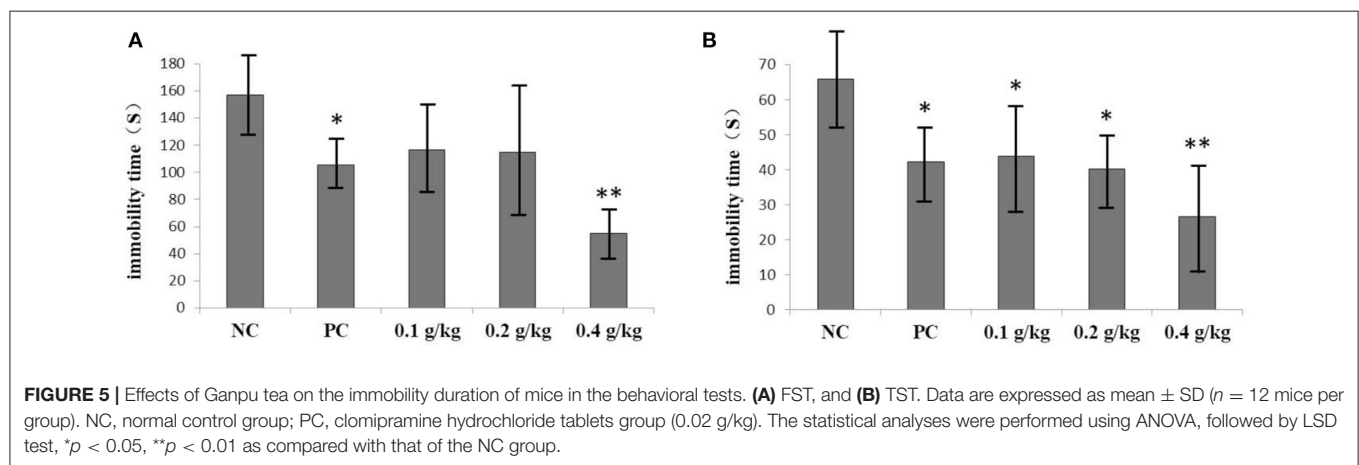 A
immobility time（S）
180
160
140
120
100
80
60
40
20
0
*
**
NC PC 0.1 g/kg 0.2 g/kg 0.4 g/kg
B
immobility time（S）
70
60
50
40
30
20
10
0
* * * **
NC PC 0.1 g/kg 0.2 g/kg 0.4 g/kg
FIGURE 5 | Effects of Ganpu tea on the immobility duration of mice in the behavioral tests. (A) FST, and (B) TST. Data are expressed as mean ± SD (n = 12 mice per
group). NC, normal control group; PC, clomipramine hydrochloride tablets group (0.02 g/kg). The statistical analyses were performed using ANOVA, followed by LSD
test, *p < 0.05, **p < 0.01 as compared with that of the NC group.